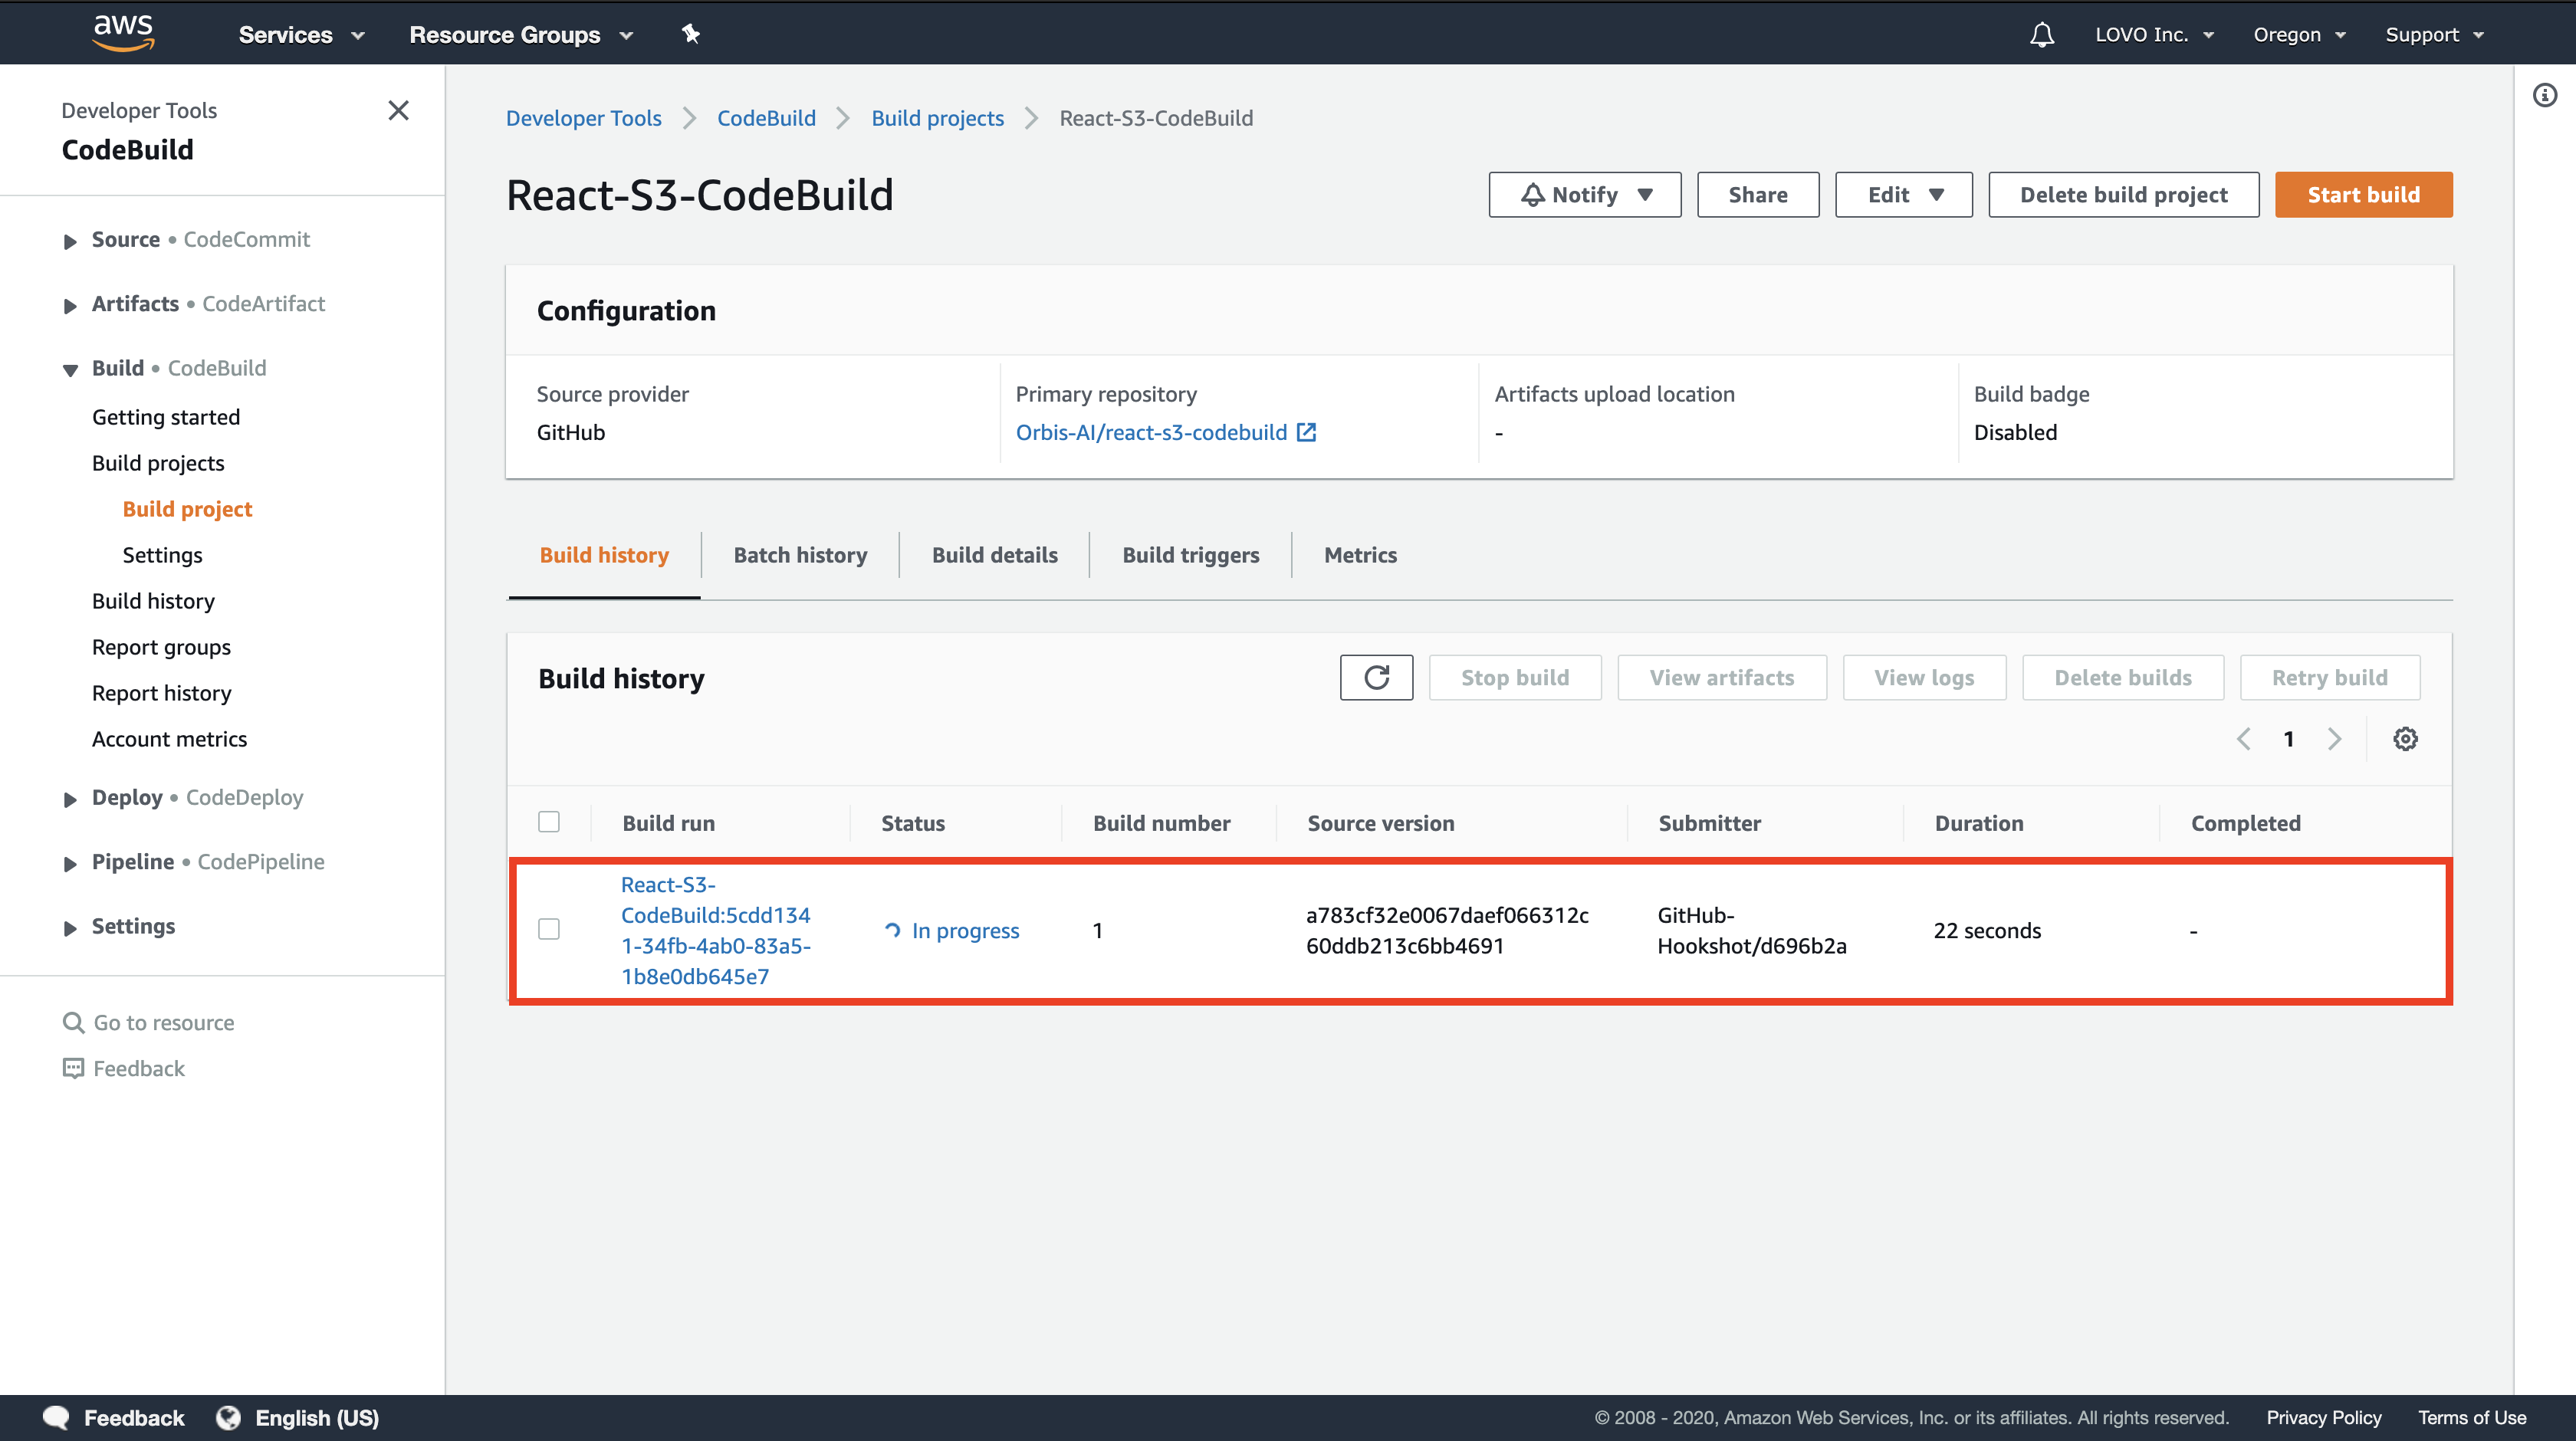 aws
Services
Resource Groups
LOVO Inc.
Oregon
Support
Developer Tools
CodeBuild
Source • CodeCommit
Artifacts • CodeArtifact
Build • CodeBuild
Getting started
Build projects
Build project
Settings
Build history
Report groups
Report history
Account metrics
Deploy • CodeDeploy
Pipeline • CodePipeline
Settings
Go to resource
Feedback
Developer Tools
CodeBuild
Build projects
React-S3-CodeBuild
React-S3-CodeBuild
Notify
Share
Edit
Delete build project
Start build
Configuration
Source provider
GitHub
Primary repository
Orbis-AI/react-s3-codebuild
Artifacts upload location
-
Build badge
Disabled
Build history
Batch history
Build details
Build triggers
Metrics
Build history
Stop build
View artifacts
View logs
Delete builds
Retry build
1
Build run
Status
Build number
Source version
Submitter
Duration
Completed
React-S3-
CodeBuild:5cdd134
1-34fb-4ab0-83a5-
1b8e0db645e7
In progress
1
a783cf32e0067daef066312c
60ddb213c6bb4691
GitHub-
Hookshot/d696b2a
22 seconds
-
Feedback
English (US)
© 2008 - 2020, Amazon Web Services, Inc. or its affiliates. All rights reserved.
Privacy Policy
Terms of Use